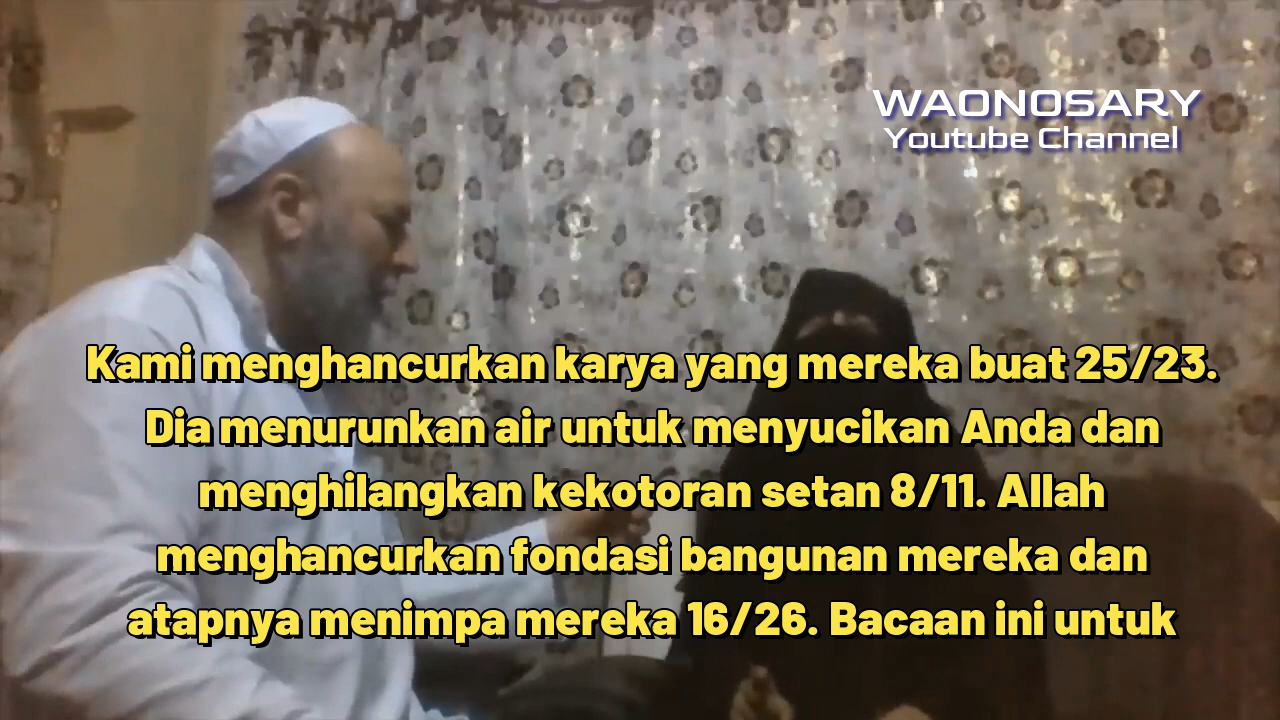 WAONOSARY
Youtube Channel
Kami menghancurkan karya yang mereka buat 25/23.
Dia menurunkan air untuk menyucikan Anda dan
menghilangkan kekotoran setan 8/11. Allah
menghancurkan fondasi bangunan mereka dan
atapnya menimpa mereka 16/26. Bacaan ini untuk